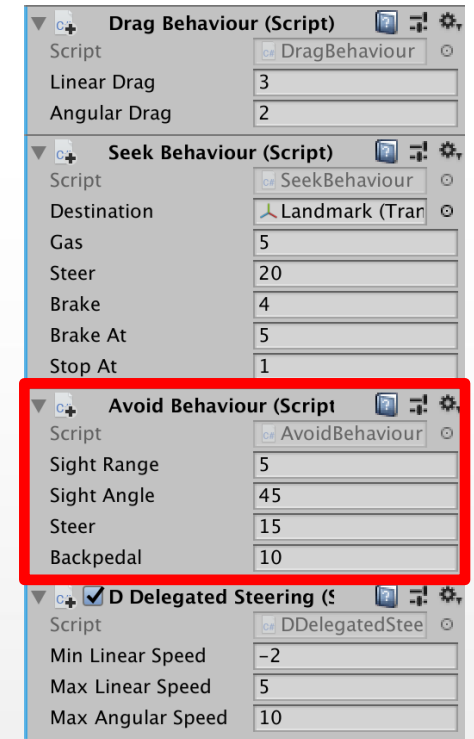 Drag Behaviour (Script)
Script DragBehaviour
Linear Drag 3
Angular Drag 2
Seek Behaviour (Script)
Script SeekBehaviour
Destination Landmark (Tran
Gas 5
Steer 20
Brake 4
Brake At 5
Stop At 1
Avoid Behaviour (Script
Script AvoidBehaviour
Sight Range 5
Sight Angle 45
Steer 15
Backpedal 10
D Delegated Steering (S
Script DDelegatedStee
Min Linear Speed -2
Max Linear Speed 5
Max Angular Speed 10